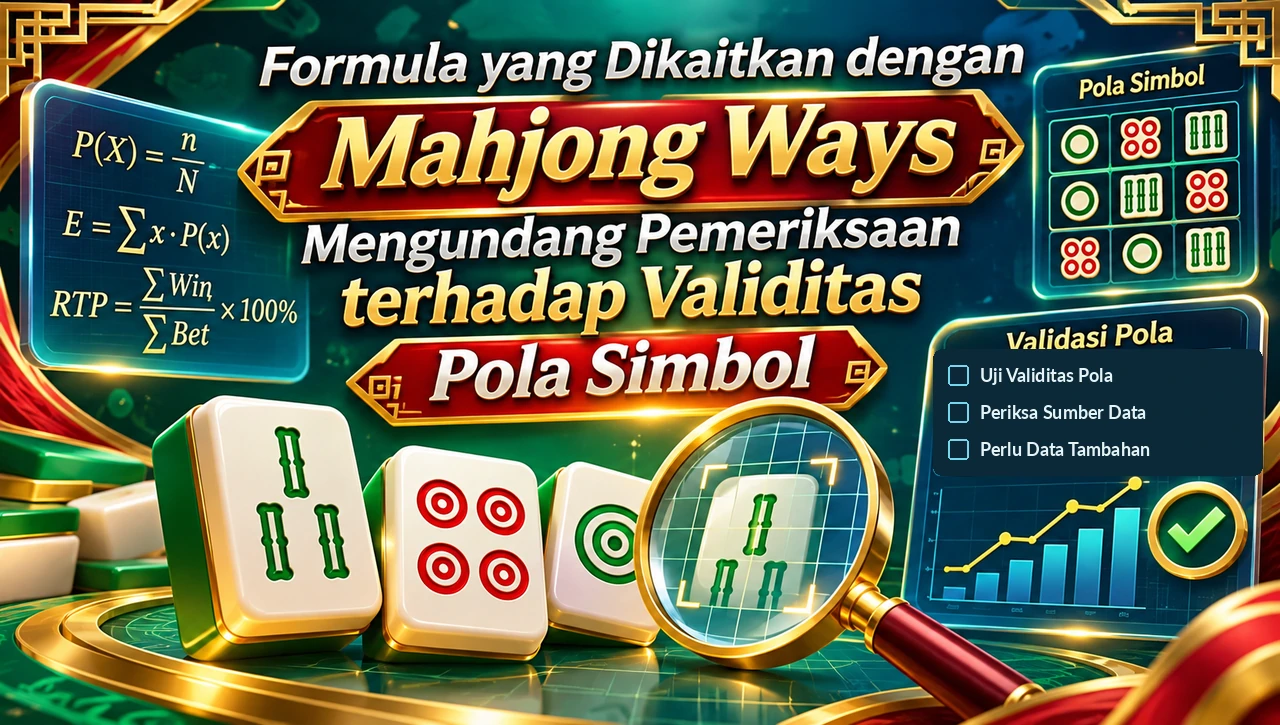 Formula yang Dikaitkan dengan
Mahjong Ways
Mengundang Pemeriksaan
terhadap Validitas
Pola Simbol
P(X) = n/N
E = ∑x·P(x)
RTP = ∑Win/∑Bet ×100%
Pola Simbol
Validasi Pola
Uji Validitas Pola
Periksa Sumber Data
Perlu Data Tambahan